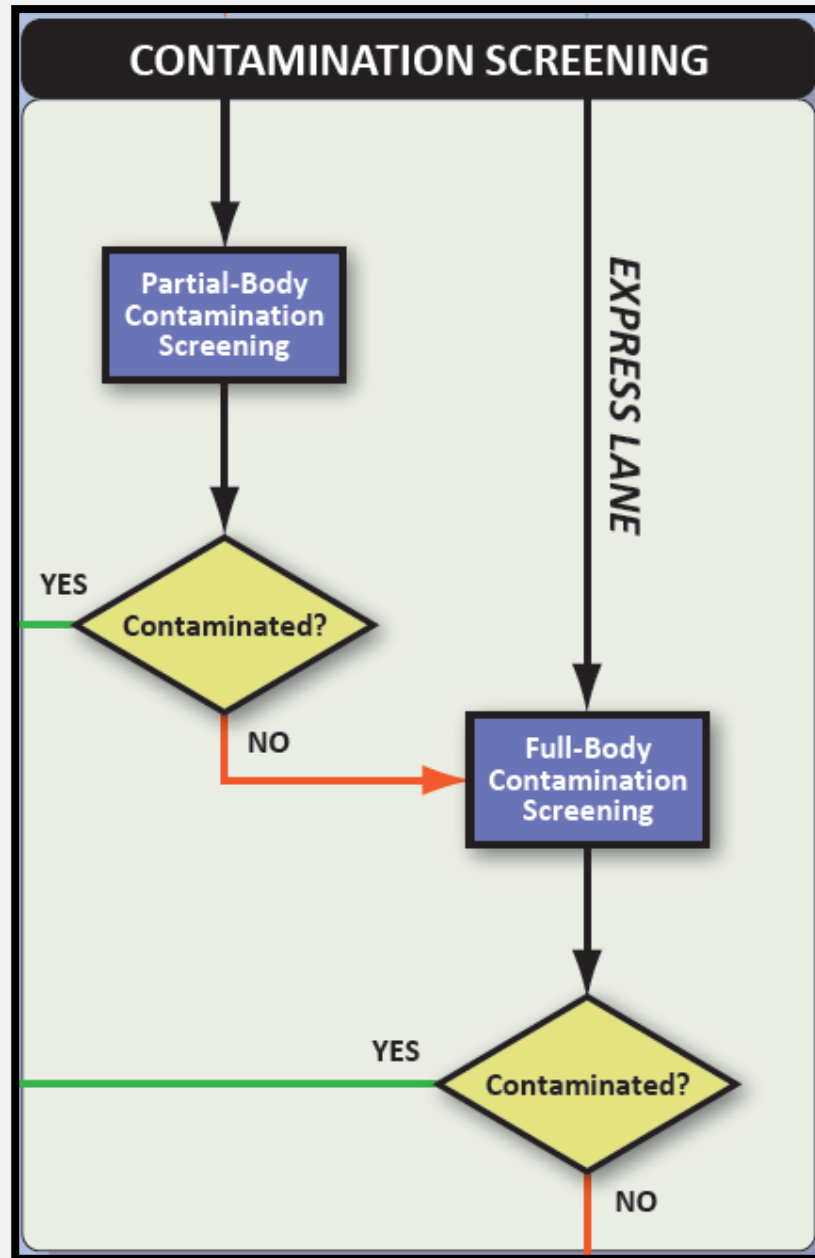 CONTAMINATION SCREENING
Partial-Body
Contamination
Screening
EXPRESS LANE
YES
Contaminated?
NO
Full-Body
Contamination
Screening
YES
Contaminated?
NO